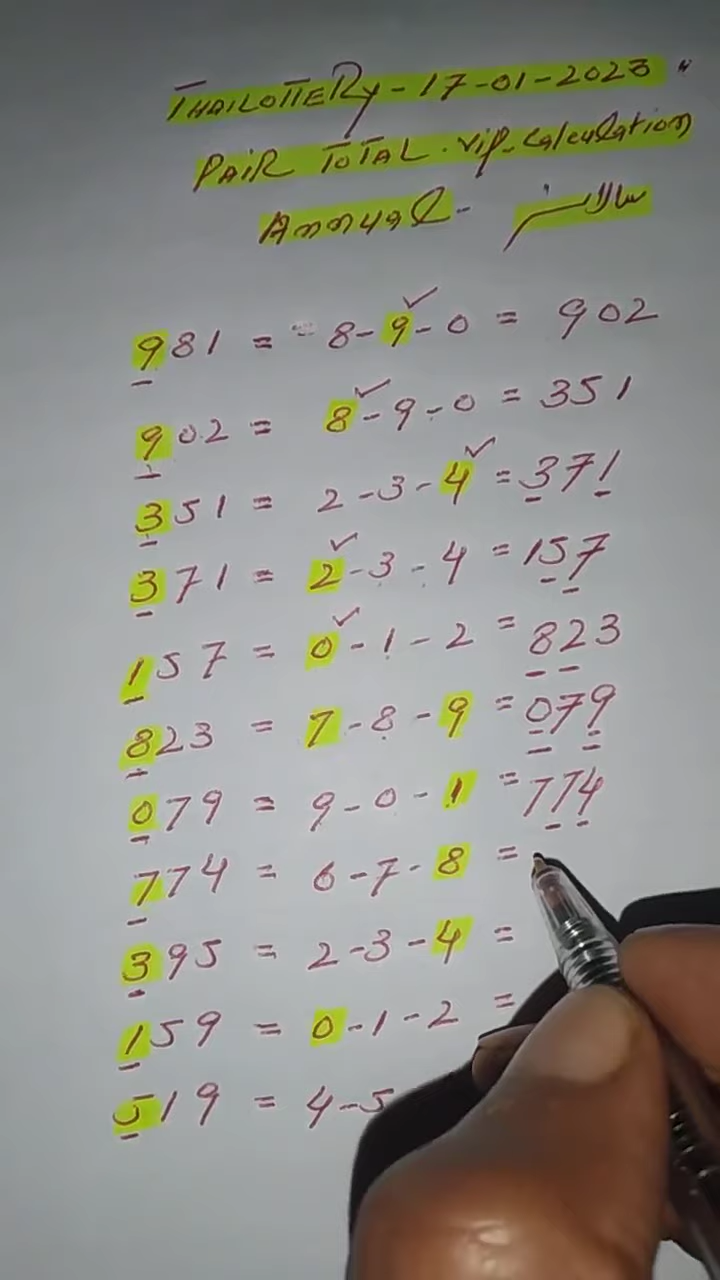 THAILOTTERY - 17-01-2023 "
PAIR TOTAL. vip. calculation
Annual - سالانہ
981 = 8-9-0 = 902
902 = 8-9-0 = 351
351 = 2-3-4 = 371
371 = 2-3-4 = 157
157 = 0-1-2 = 823
823 = 7-8-9 = 079
079 = 9-0-1 = 774
774 = 6-7-8 =
395 = 2-3-4 =
159 = 0-1-2 =
519 = 4-5